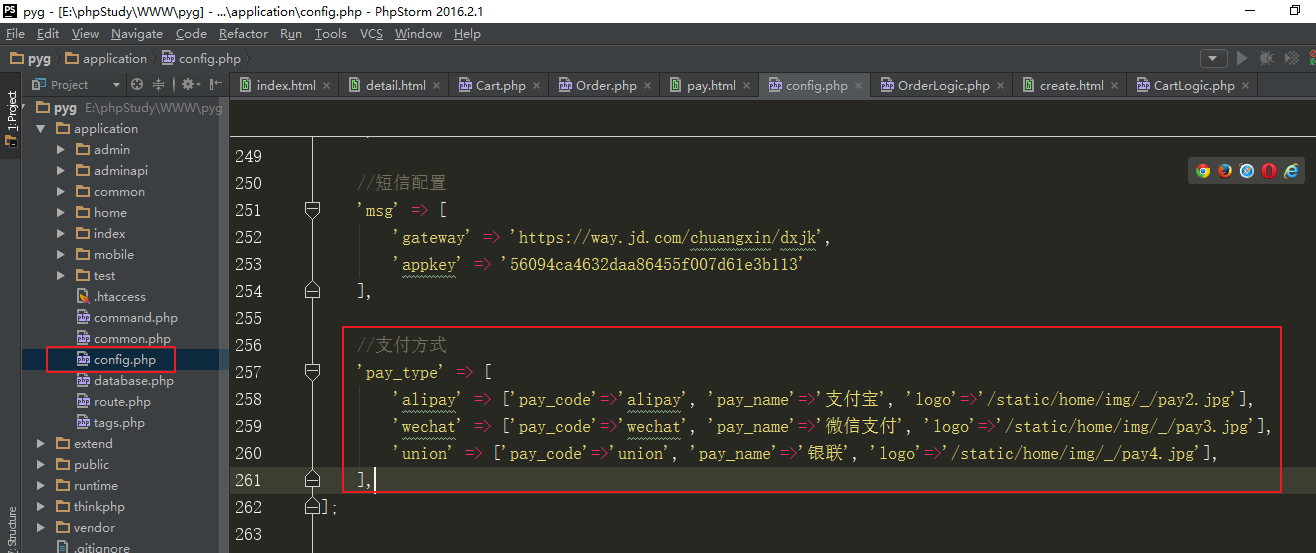 pyg - [E:\phpStudy\WWW\pyg] - ...\application\config.php - PhpStorm 2016.2.1
File Edit View Navigate Code Refactor Run Tools VCS Window Help
pyg application config.php
Project
index.html detail.html Cart.php Order.php pay.html config.php OrderLogic.php create.html CartLogic.php
1: Project
pyg E:\phpStudy\WWW\pyg
application
admin
adminapi
common
home
index
mobile
test
.htaccess
command.php
common.php
config.php
database.php
route.php
tags.php
extend
public
runtime
thinkphp
vendor
.gitignore
Structure
249
250 //短信配置
251 'msg' => [
252 'gateway' => 'https://way.jd.com/chuangxin/dxjk',
253 'appkey' => '56094ca4632daa86455f007d61e3b113'
254 ],
255
256 //支付方式
257 'pay_type' => [
258 'alipay' => ['pay_code'=>'alipay', 'pay_name'=>'支付宝', 'logo'=>'/static/home/img/_/pay2.jpg'],
259 'wechat' => ['pay_code'=>'wechat', 'pay_name'=>'微信支付', 'logo'=>'/static/home/img/_/pay3.jpg'],
260 'union' => ['pay_code'=>'union', 'pay_name'=>'银联', 'logo'=>'/static/home/img/_/pay4.jpg'],
261 ],
262 ];
263